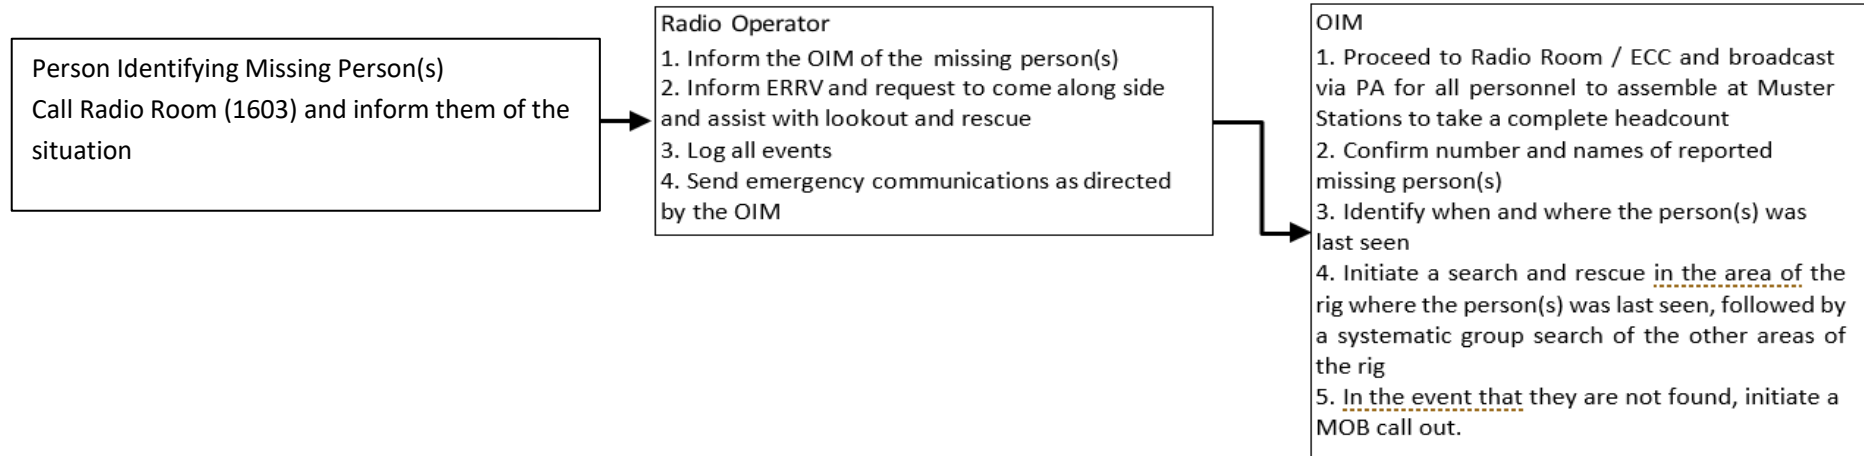 Person Identifying Missing Person(s)
Call Radio Room (1603) and inform them of the
situation
Radio Operator
1. Inform the OIM of the missing person(s)
2. Inform ERRV and request to come along side
and assist with lookout and rescue
3. Log all events
4. Send emergency communications as directed
by the OIM
OIM
1. Proceed to Radio Room / ECC and broadcast
via PA for all personnel to assemble at Muster
Stations to take a complete headcount
2. Confirm number and names of reported
missing person(s)
3. Identify when and where the person(s) was
last seen
4. Initiate a search and rescue in the area of the
rig where the person(s) was last seen, followed by
a systematic group search of the other areas of
the rig
5. In the event that they are not found, initiate a
MOB call out.